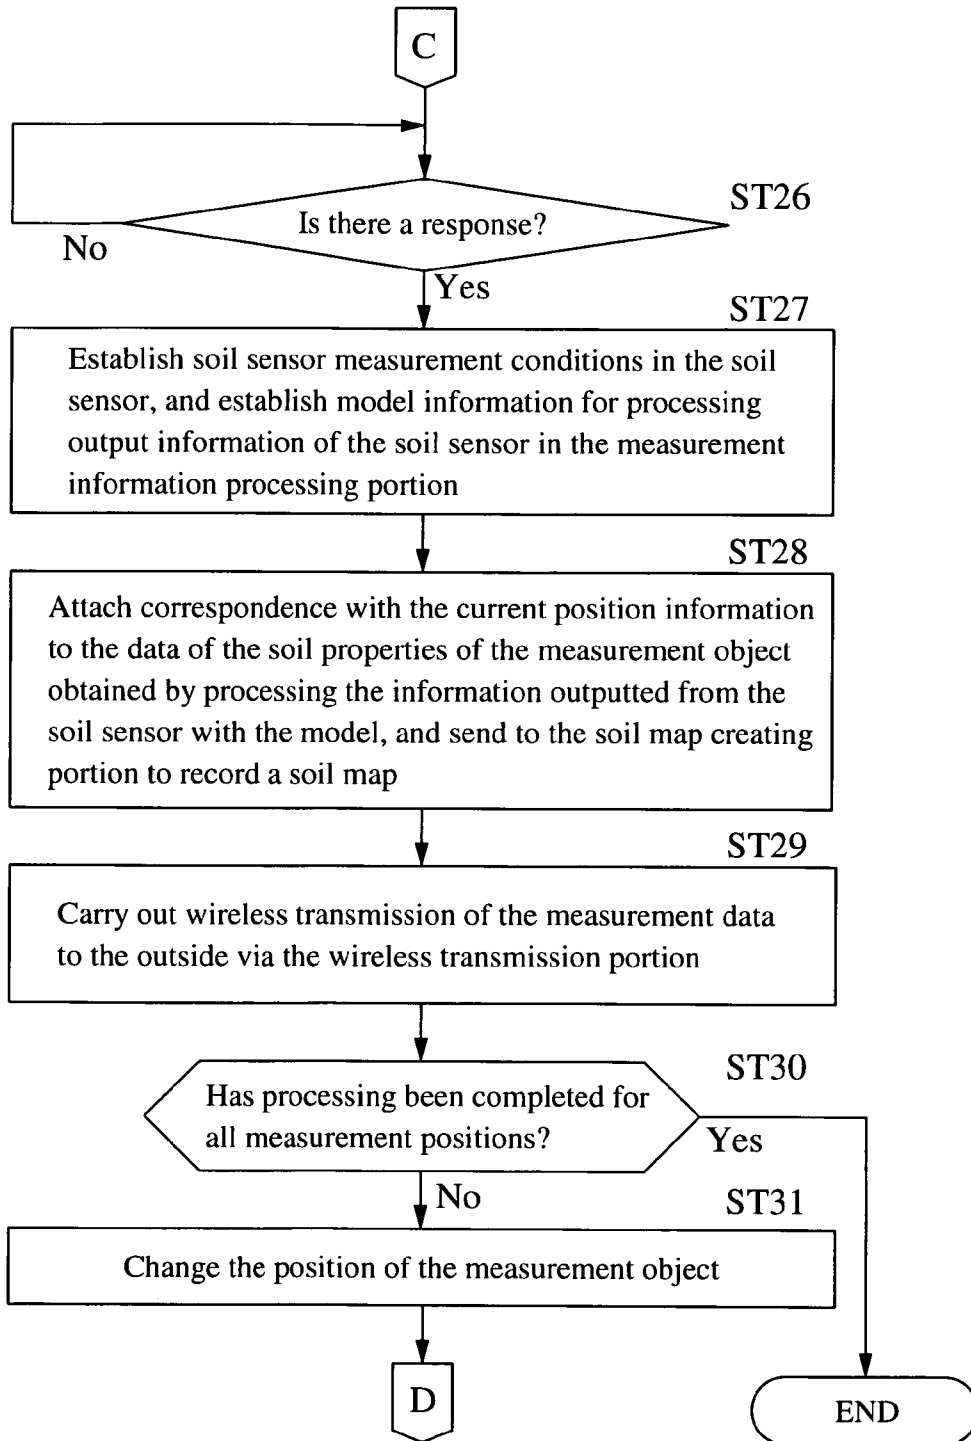 C
ST26
Is there a response?
No
Yes
ST27
Establish soil sensor measurement conditions in the soil
sensor, and establish model information for processing
output information of the soil sensor in the measurement
information processing portion
ST28
Attach correspondence with the current position information
to the data of the soil properties of the measurement object
obtained by processing the information outputted from the
soil sensor with the model, and send to the soil map creating
portion to record a soil map
ST29
Carry out wireless transmission of the measurement data
to the outside via the wireless transmission portion
ST30
Has processing been completed for
all measurement positions?
Yes
No
ST31
Change the position of the measurement object
D
END